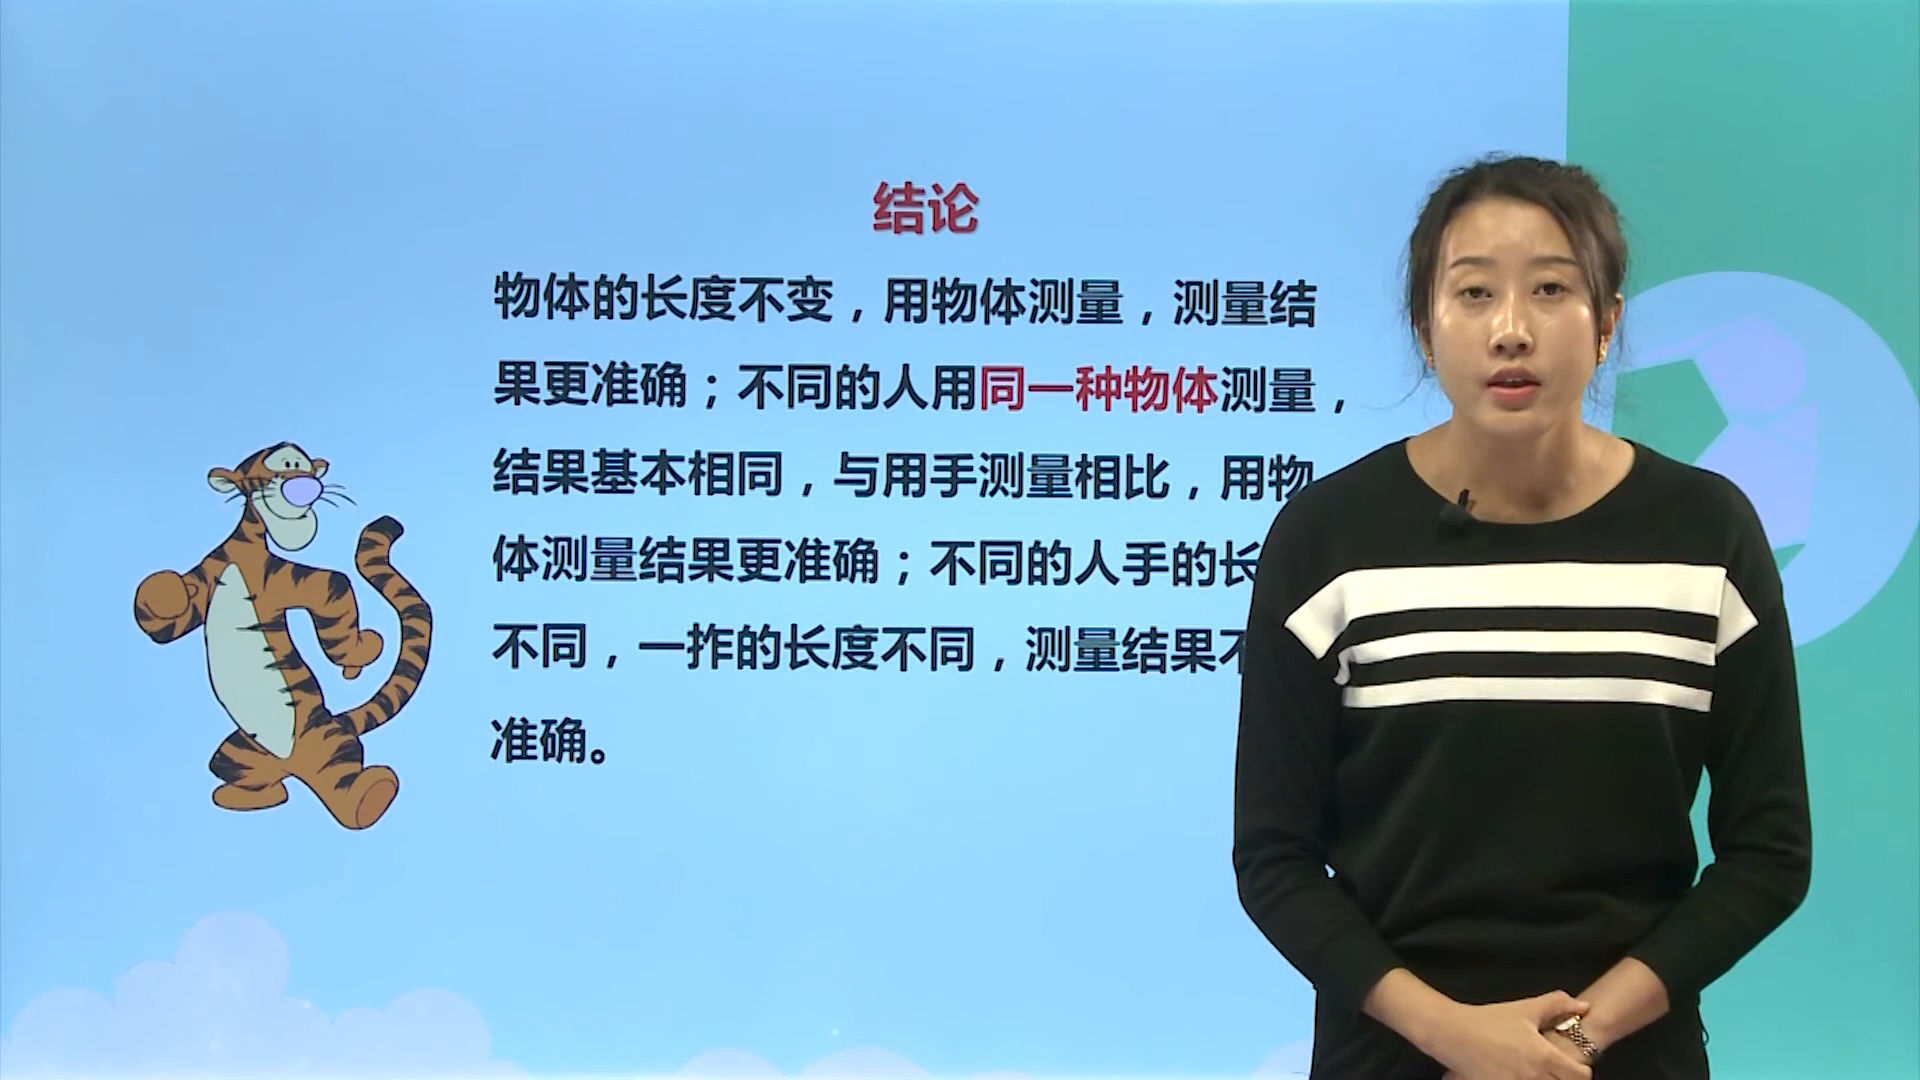 结论
物体的长度不变，用物体测量，测量结
果更准确；不同的人用同一种物体测量，
结果基本相同，与用手测量相比，用物
体测量结果更准确；不同的人手的长
不同，一拃的长度不同，测量结果不
准确。